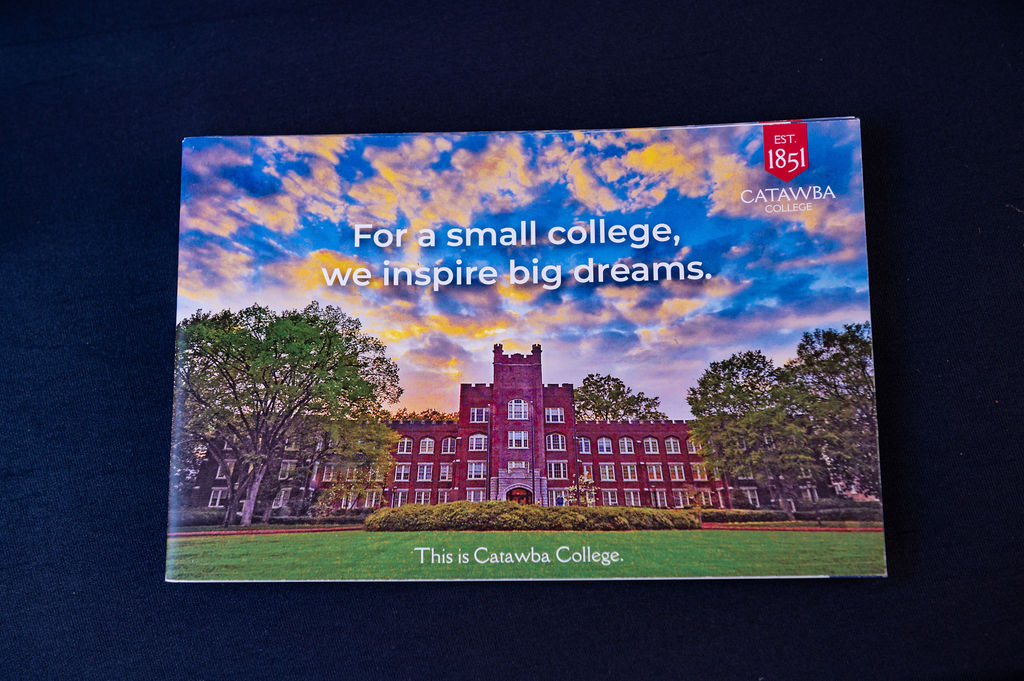 EST.
1851
CATAWBA
COLLEGE
For a small college,
we inspire big dreams.
This is Catawba College.